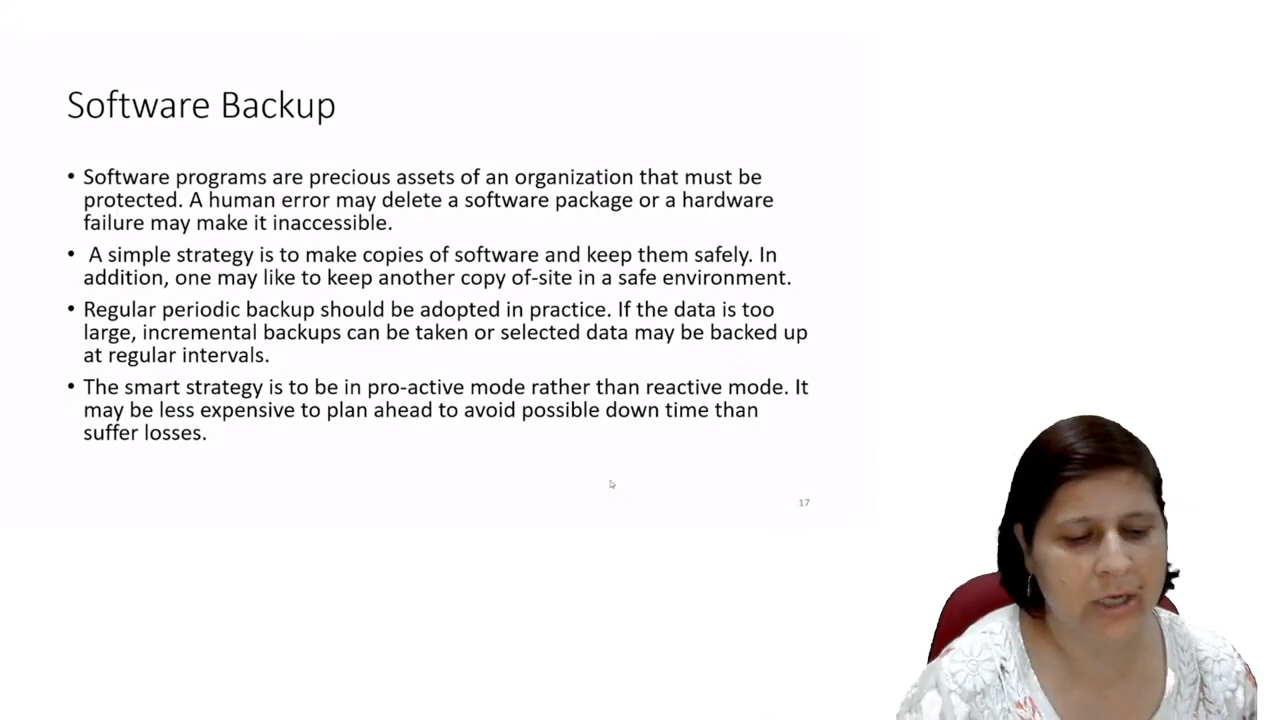 Software Backup
• Software programs are precious assets of an organization that must be
protected. A human error may delete a software package or a hardware
failure may make it inaccessible.
• A simple strategy is to make copies of software and keep them safely. In
addition, one may like to keep another copy of-site in a safe environment.
• Regular periodic backup should be adopted in practice. If the data is too
large, incremental backups can be taken or selected data may be backed up
at regular intervals.
• The smart strategy is to be in pro-active mode rather than reactive mode. It
may be less expensive to plan ahead to avoid possible down time than
suffer losses.
17